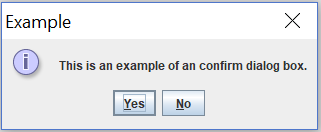 Example
This is an example of an confirm dialog box.
Yes No